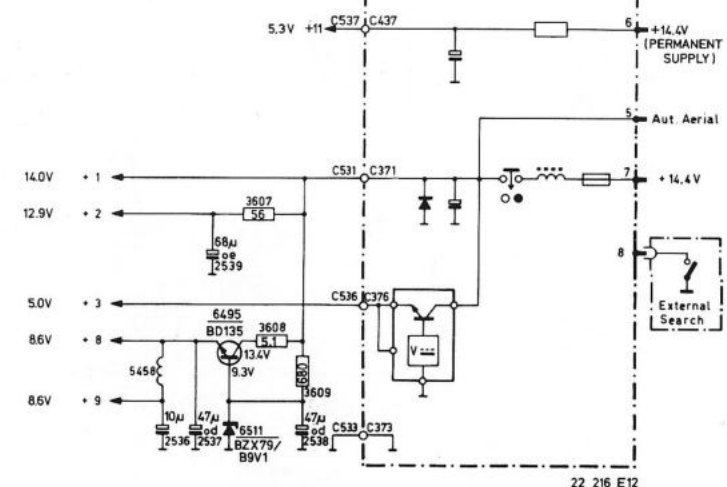 C537 C437
5.3V +11
6
+14.4V
(PERMANENT
SUPPLY)
5
Aut. Aerial
14.0V + 1
C531 C371
7
+14.4V
12.9V + 2
3607
56
68µ
oe
2539
8
External
Search
5.0V + 3
C536 C376
6495
BD135
3608
5.1
8.6V + 8
13.4V
9.3V
V
5458
680
3609
8.6V + 9
10µ
2536
47µ
od
2537
6511
BZX79/
B9V1
47µ
od
2538
C533 C373
22 216 E12